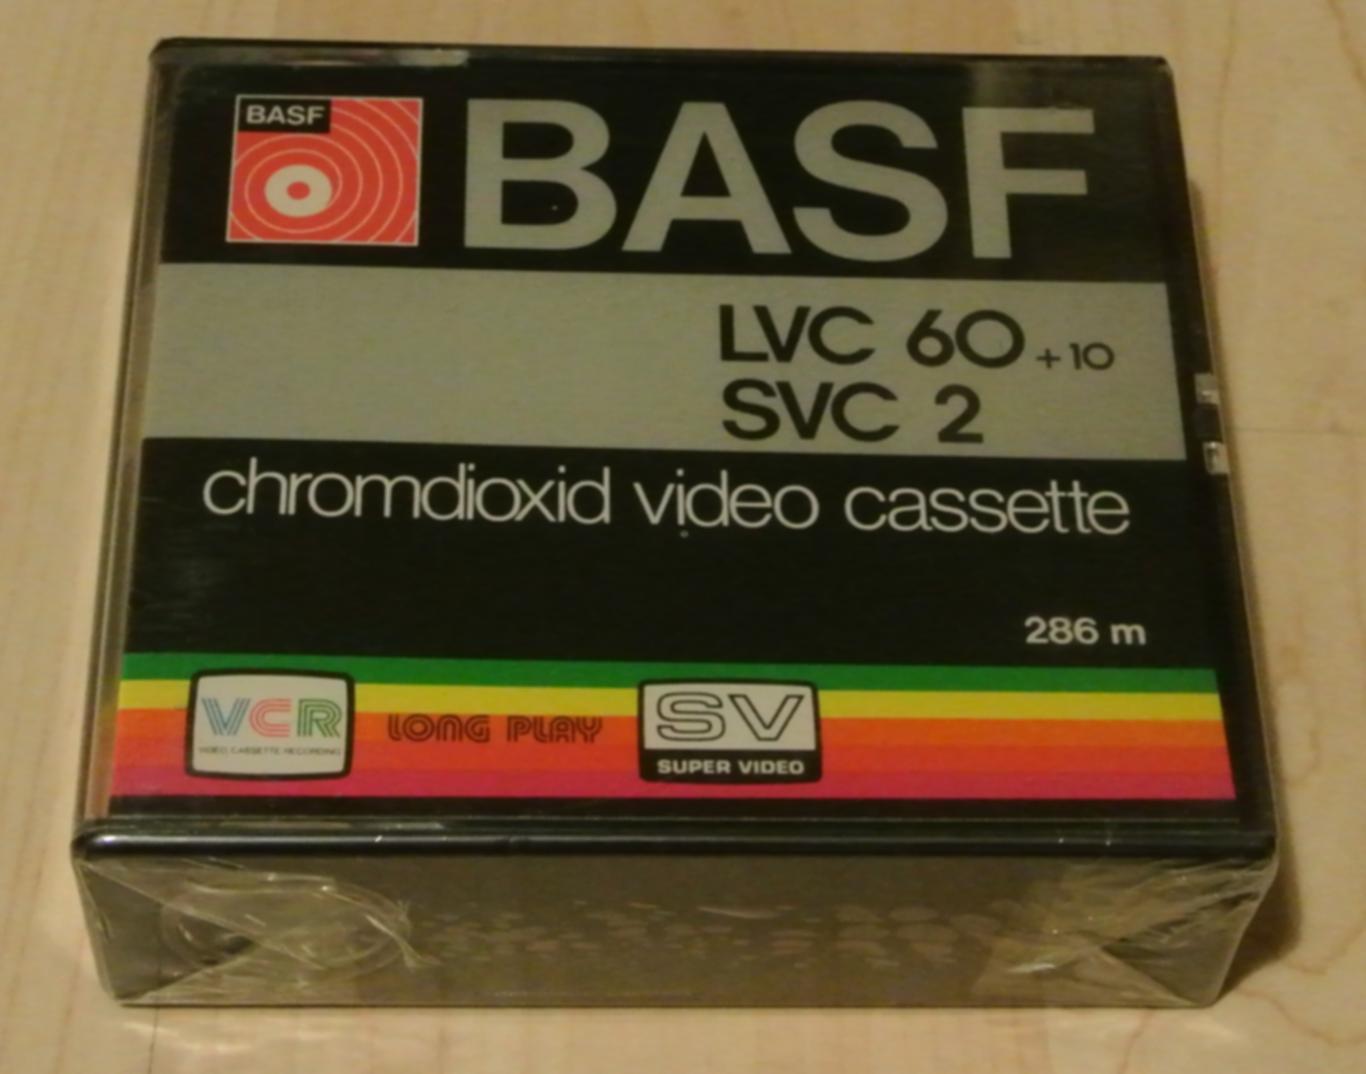 BASF
BASF
LVC 60 + 10
SVC 2
chromdioxid video cassette
286 m
VCR
VIDEO CASSETTE RECORDING
LONG PLAY
SV
SUPER VIDEO